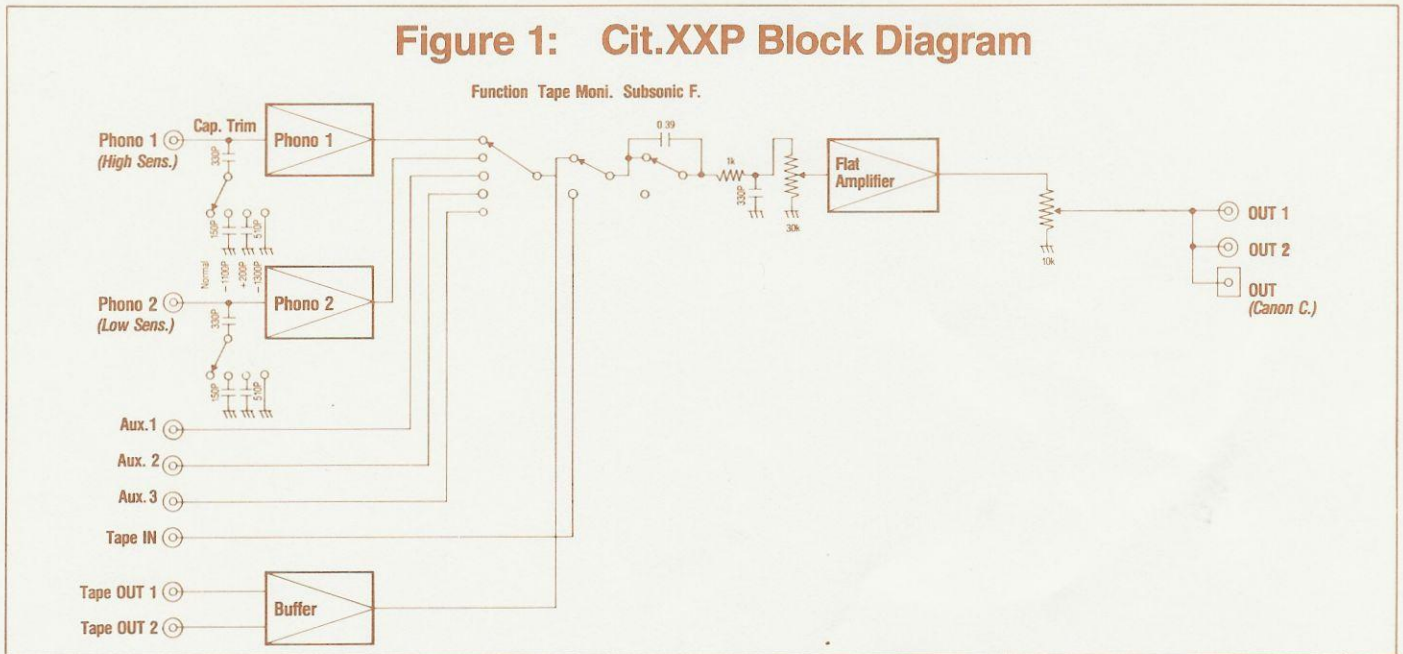 Figure 1: Cit.XXP Block Diagram
Function Tape Moni. Subsonic F.
Phono 1
(High Sens.)
Cap. Trim
330P
Phono 1
150P
510P
Normal
-1100P
+200P
-1300P
Phono 2
(Low Sens.)
330P
Phono 2
150P
510P
Aux.1
Aux. 2
Aux. 3
Tape IN
Tape OUT 1
Tape OUT 2
Buffer
0.39
1k
330P
30k
Flat
Amplifier
10k
OUT 1
OUT 2
OUT
(Canon C.)